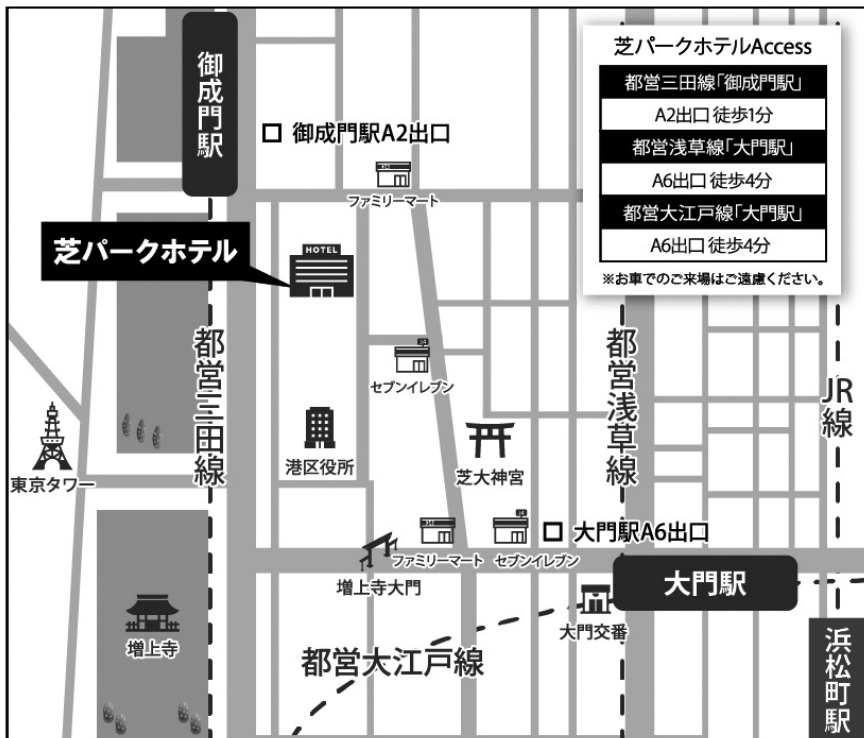 芝パークホテルAccess
都営三田線「御成門駅」
A2出口 徒歩1分
都営浅草線「大門駅」
A6出口 徒歩4分
都営大江戸線「大門駅」
A6出口 徒歩4分
※お車でのご来場はご遠慮ください。
御成門駅
御成門駅A2出口
ファミリーマート
芝パークホテル
HOTEL
都営三田線
セブンイレブン
都営浅草線
JR線
東京タワー
港区役所
芝大神宮
大門駅A6出口
ファミリーマート
セブンイレブン
増上寺大門
大門駅
大門交番
増上寺
都営大江戸線
浜松町駅